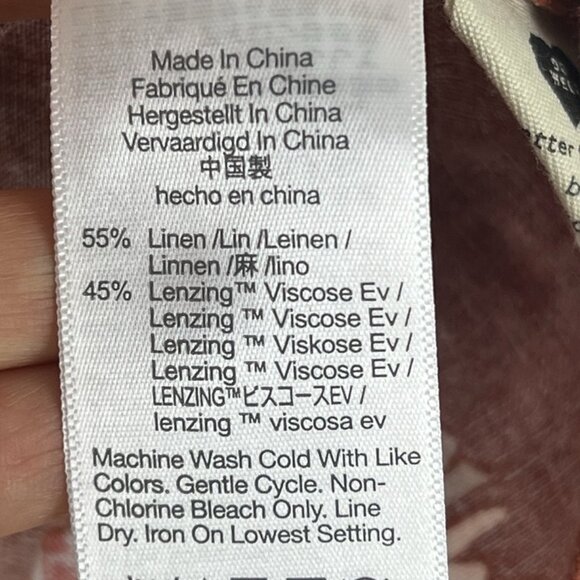 Made In China
Fabriqué En Chine
Hergestellt In China
Vervaardigd In China
中国製
hecho en china
55% Linen /Lin /Leinen /
Linnen /麻 /lino
45% Lenzing™ Viscose Ev /
Lenzing ™ Viscose Ev /
Lenzing ™ Viskose Ev /
Lenzing ™ Viscose Ev /
LENZING™ビスコースEV /
lenzing ™ viscosa ev
Machine Wash Cold With Like
Colors. Gentle Cycle. Non-
Chlorine Bleach Only. Line
Dry. Iron On Lowest Setting.